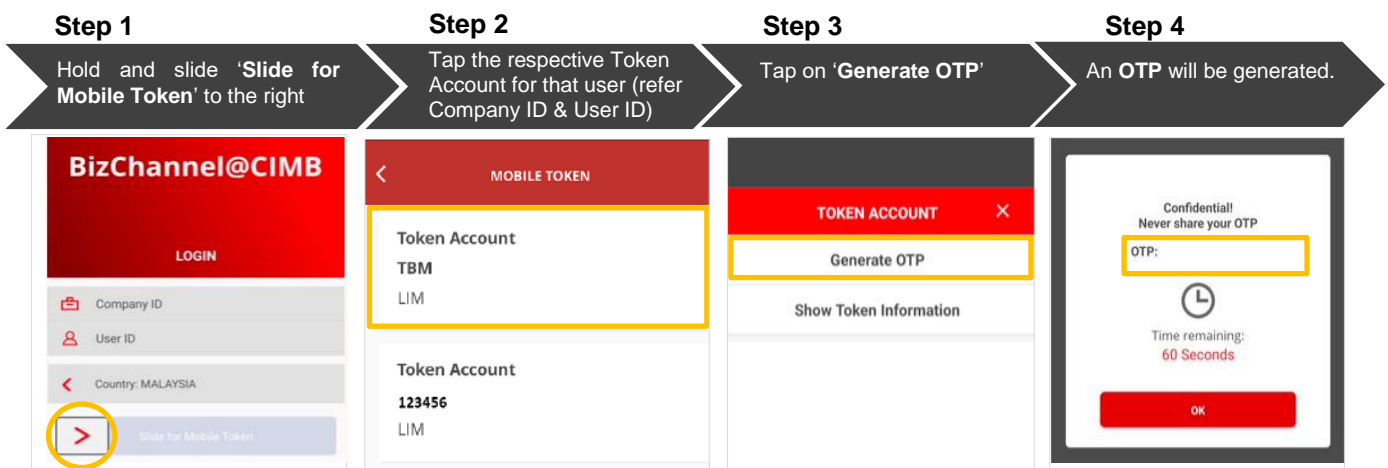 Step 1
Hold and slide ‘Slide for
Mobile Token’ to the right
Step 2
Tap the respective Token
Account for that user (refer
Company ID & User ID)
Step 3
Tap on ‘Generate OTP’
Step 4
An OTP will be generated.
BizChannel@CIMB
LOGIN
Company ID
User ID
Country: MALAYSIA
Slide for Mobile Token
MOBILE TOKEN
Token Account
TBM
LIM
Token Account
123456
LIM
TOKEN ACCOUNT
Generate OTP
Show Token Information
Confidential!
Never share your OTP
OTP:
Time remaining:
60 Seconds
OK